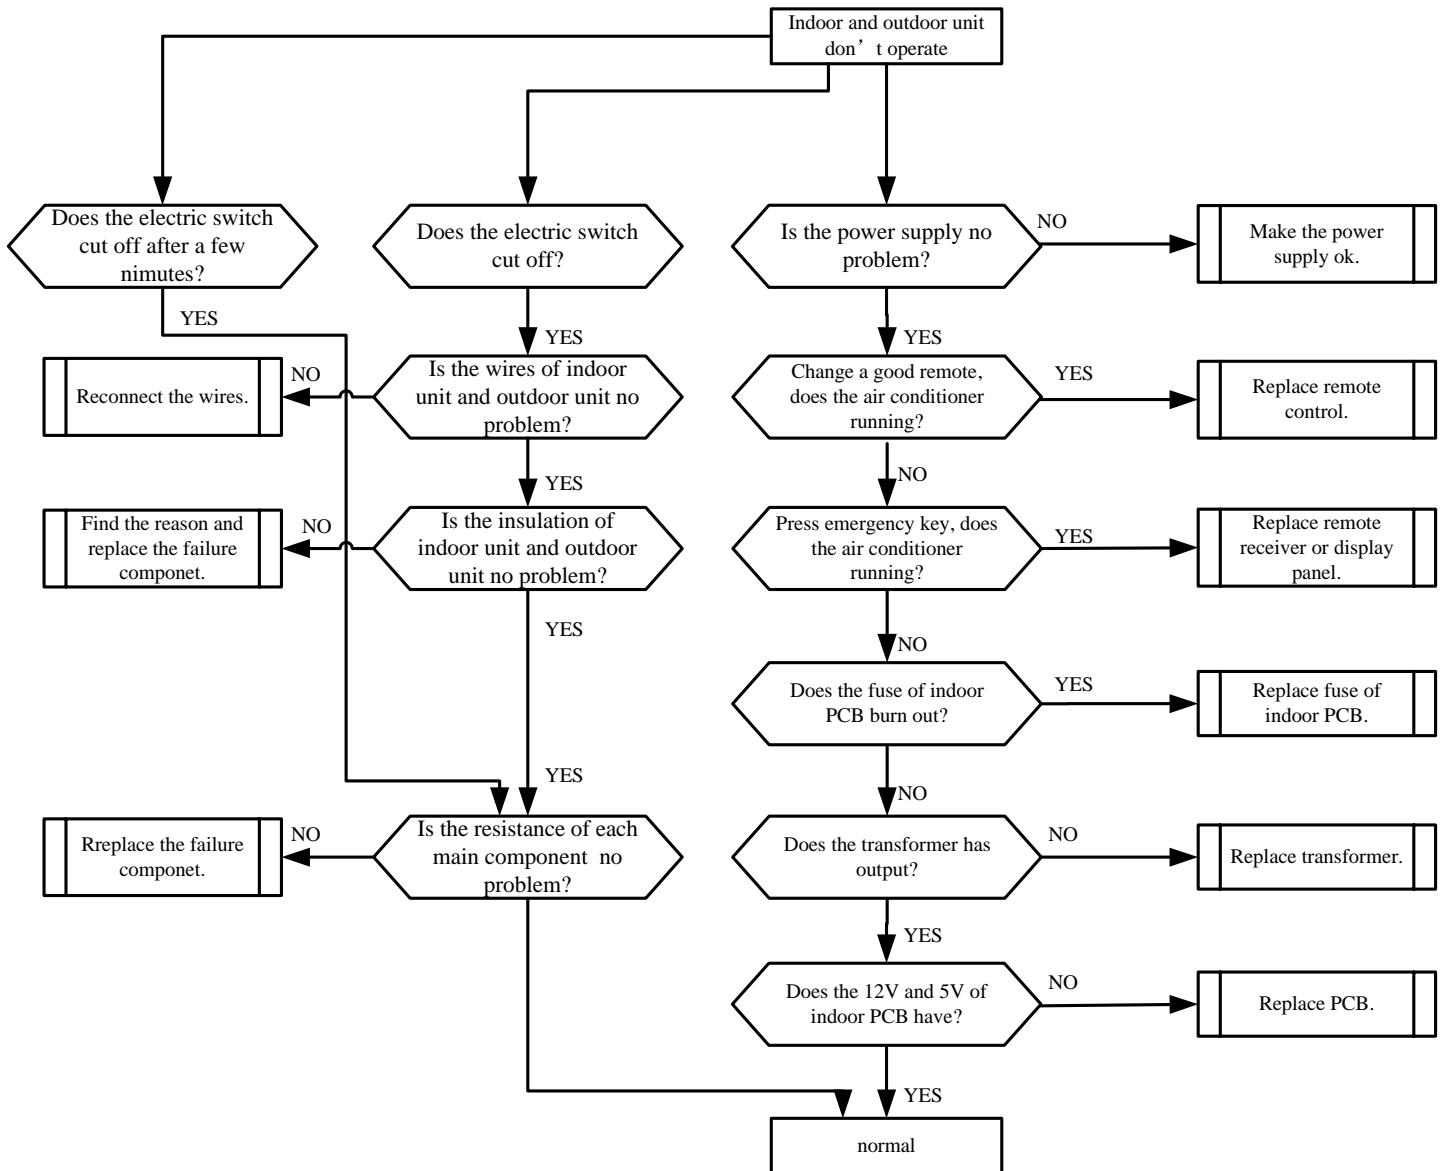 Indoor and outdoor unit
don’t operate
Does the electric switch
cut off after a few
nimutes?
Does the electric switch
cut off?
Is the power supply no
problem?
NO
Make the power
supply ok.
YES
YES
YES
Reconnect the wires.
NO
Is the wires of indoor
unit and outdoor unit no
problem?
Change a good remote,
does the air conditioner
running?
YES
Replace remote
control.
YES
NO
Find the reason and
replace the failure
componet.
NO
Is the insulation of
indoor unit and outdoor
unit no problem?
Press emergency key, does
the air conditioner
running?
YES
Replace remote
receiver or display
panel.
YES
NO
Does the fuse of indoor
PCB burn out?
YES
Replace fuse of
indoor PCB.
YES
NO
Rreplace the failure
componet.
NO
Is the resistance of each
main component no
problem?
Does the transformer has
output?
NO
Replace transformer.
YES
Does the 12V and 5V of
indoor PCB have?
NO
Replace PCB.
YES
normal